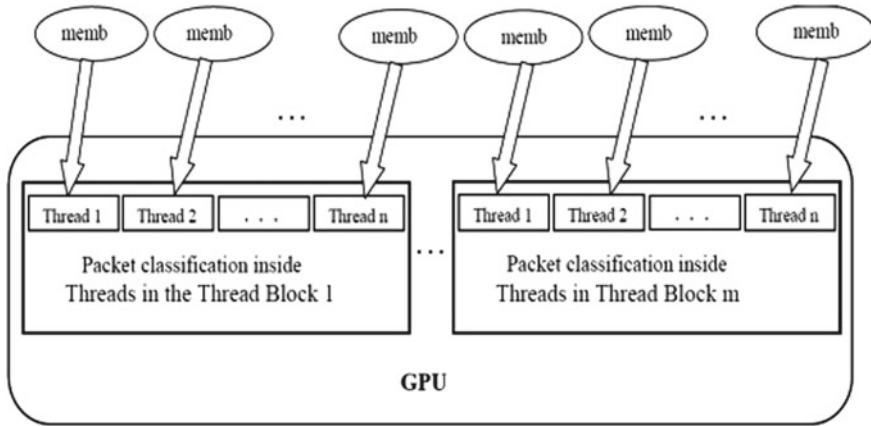 memb memb memb memb memb memb
... ...
Thread 1 Thread 2 . . . Thread n Thread 1 Thread 2 . . . Thread n
Packet classification inside
Threads in the Thread Block 1
...
Packet classification inside
Threads in Thread Block m
GPU